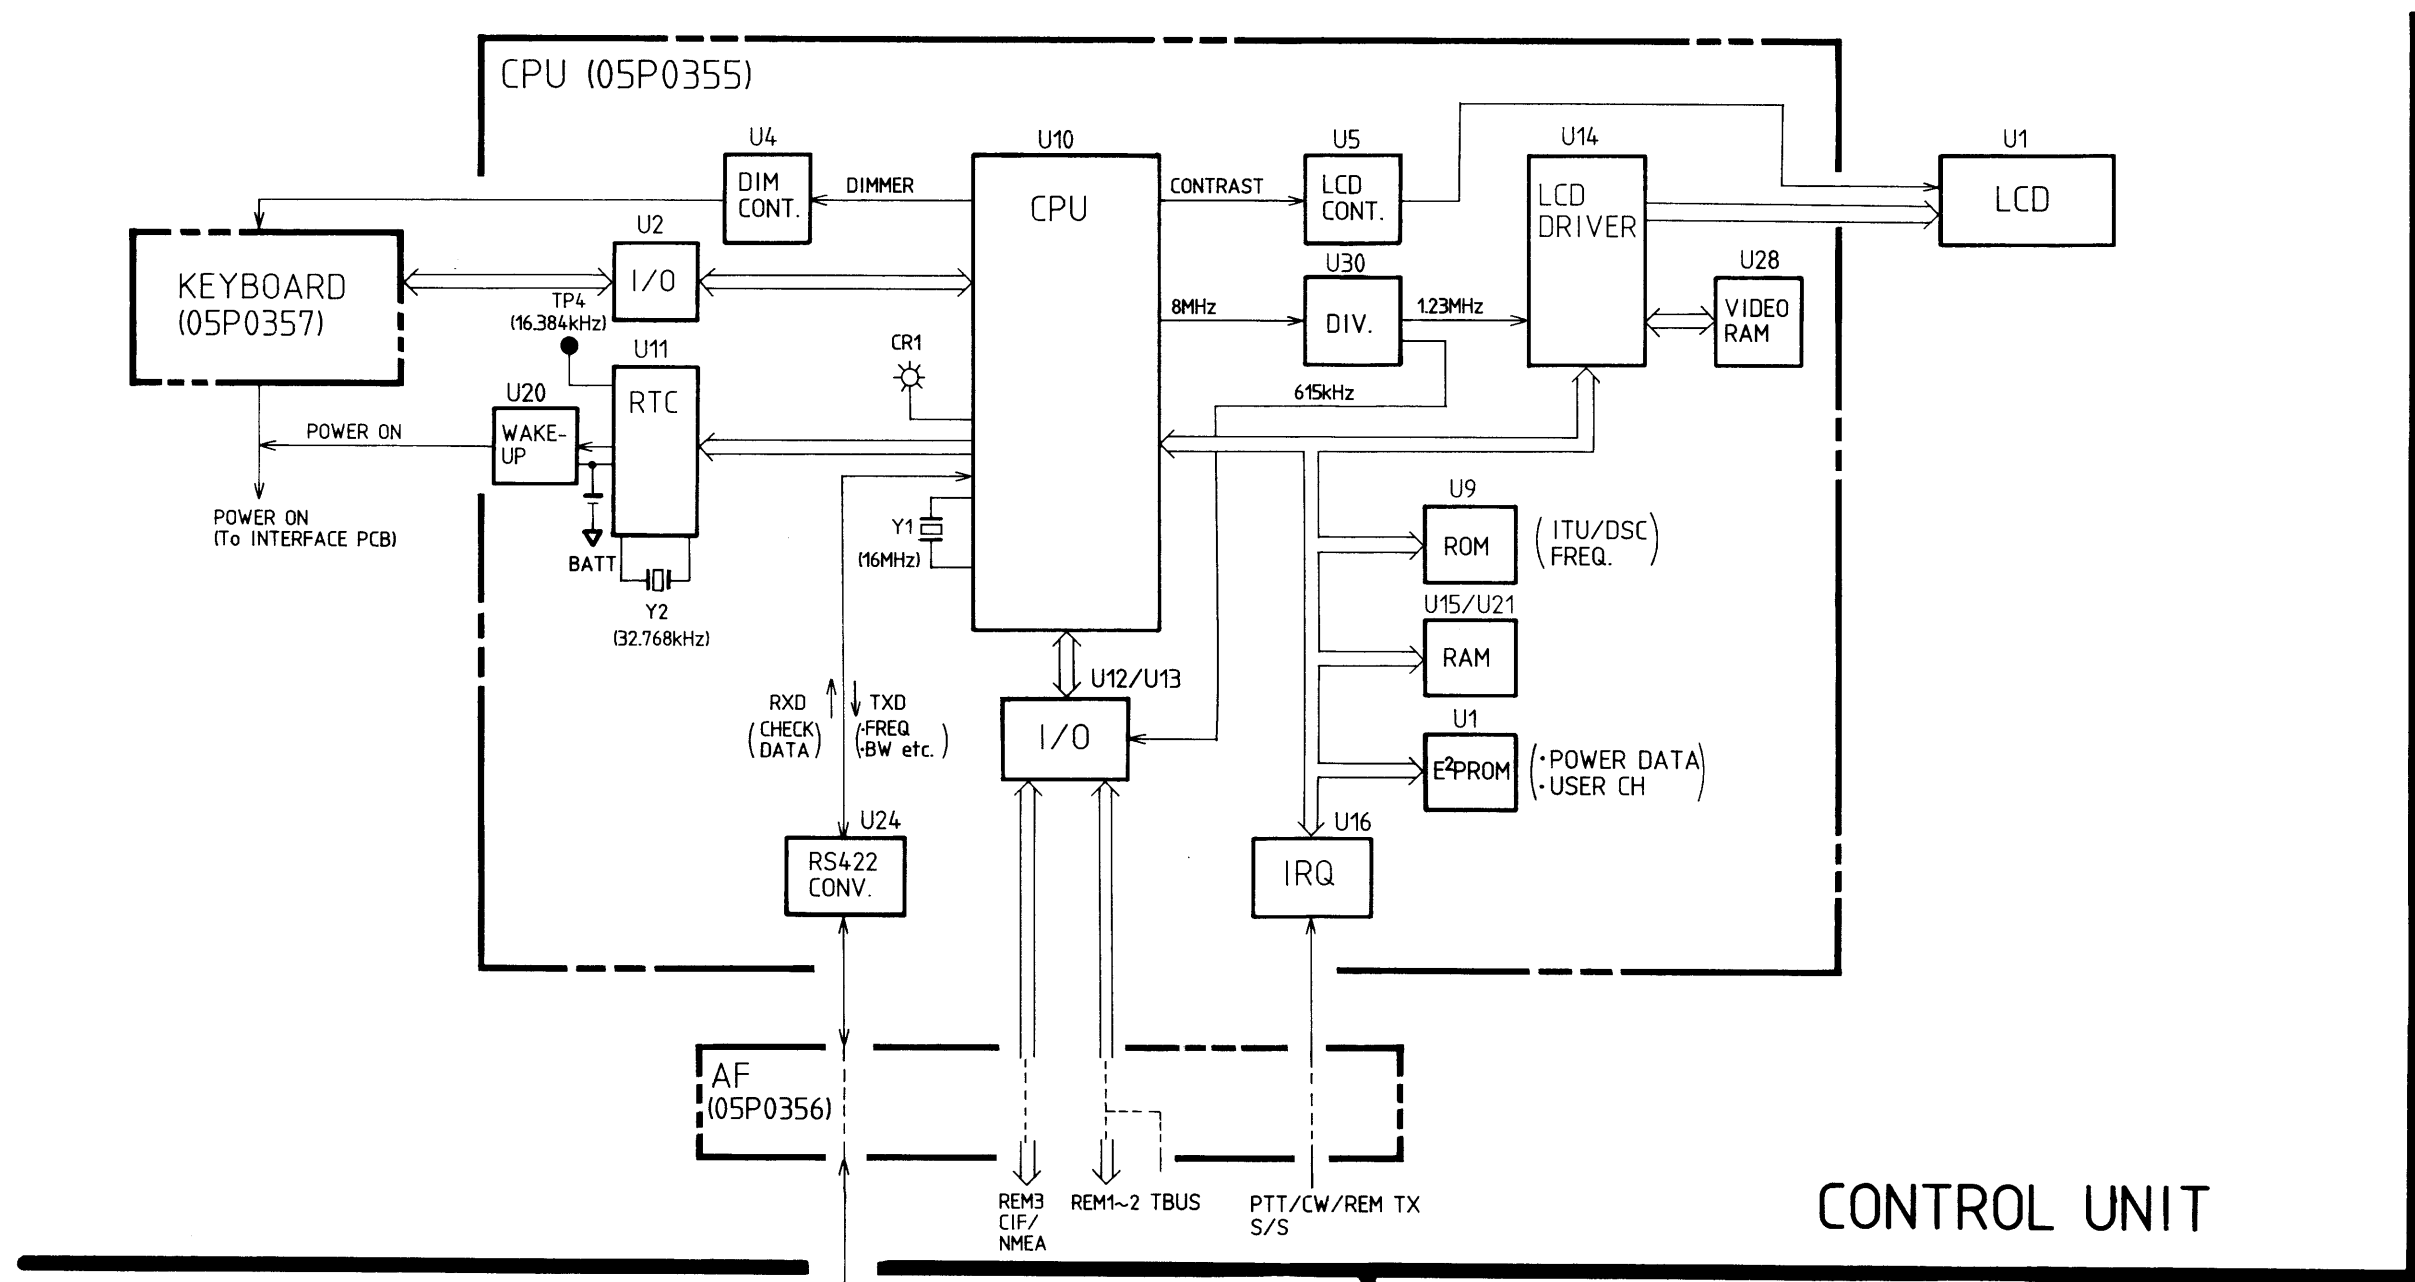 CPU (05P0355)
U4
DIM
CONT.
DIMMER
U10
CPU
CONTRAST
U5
LCD
CONT.
U14
LCD
DRIVER
U1
LCD
KEYBOARD
(05P0357)
U2
I/O
TP4
(16.384kHz)
U11
RTC
CR1
8MHz
U30
DIV.
1.23MHz
615kHz
U28
VIDEO
RAM
U20
WAKE-
UP
POWER ON
POWER ON
(To INTERFACE PCB)
BATT
Y2
(32.768kHz)
Y1
(16MHz)
U9
ROM
(ITU/DSC
FREQ.)
U15/U21
RAM
U1
E²PROM
(·POWER DATA
·USER CH)
U12/U13
I/O
RXD
(CHECK
DATA)
TXD
(·FREQ
·BW etc.)
U24
RS422
CONV.
U16
IRQ
AF
(05P0356)
REM3
CIF/
NMEA
REM1~2 TBUS
PTT/CW/REM TX
S/S
CONTROL UNIT